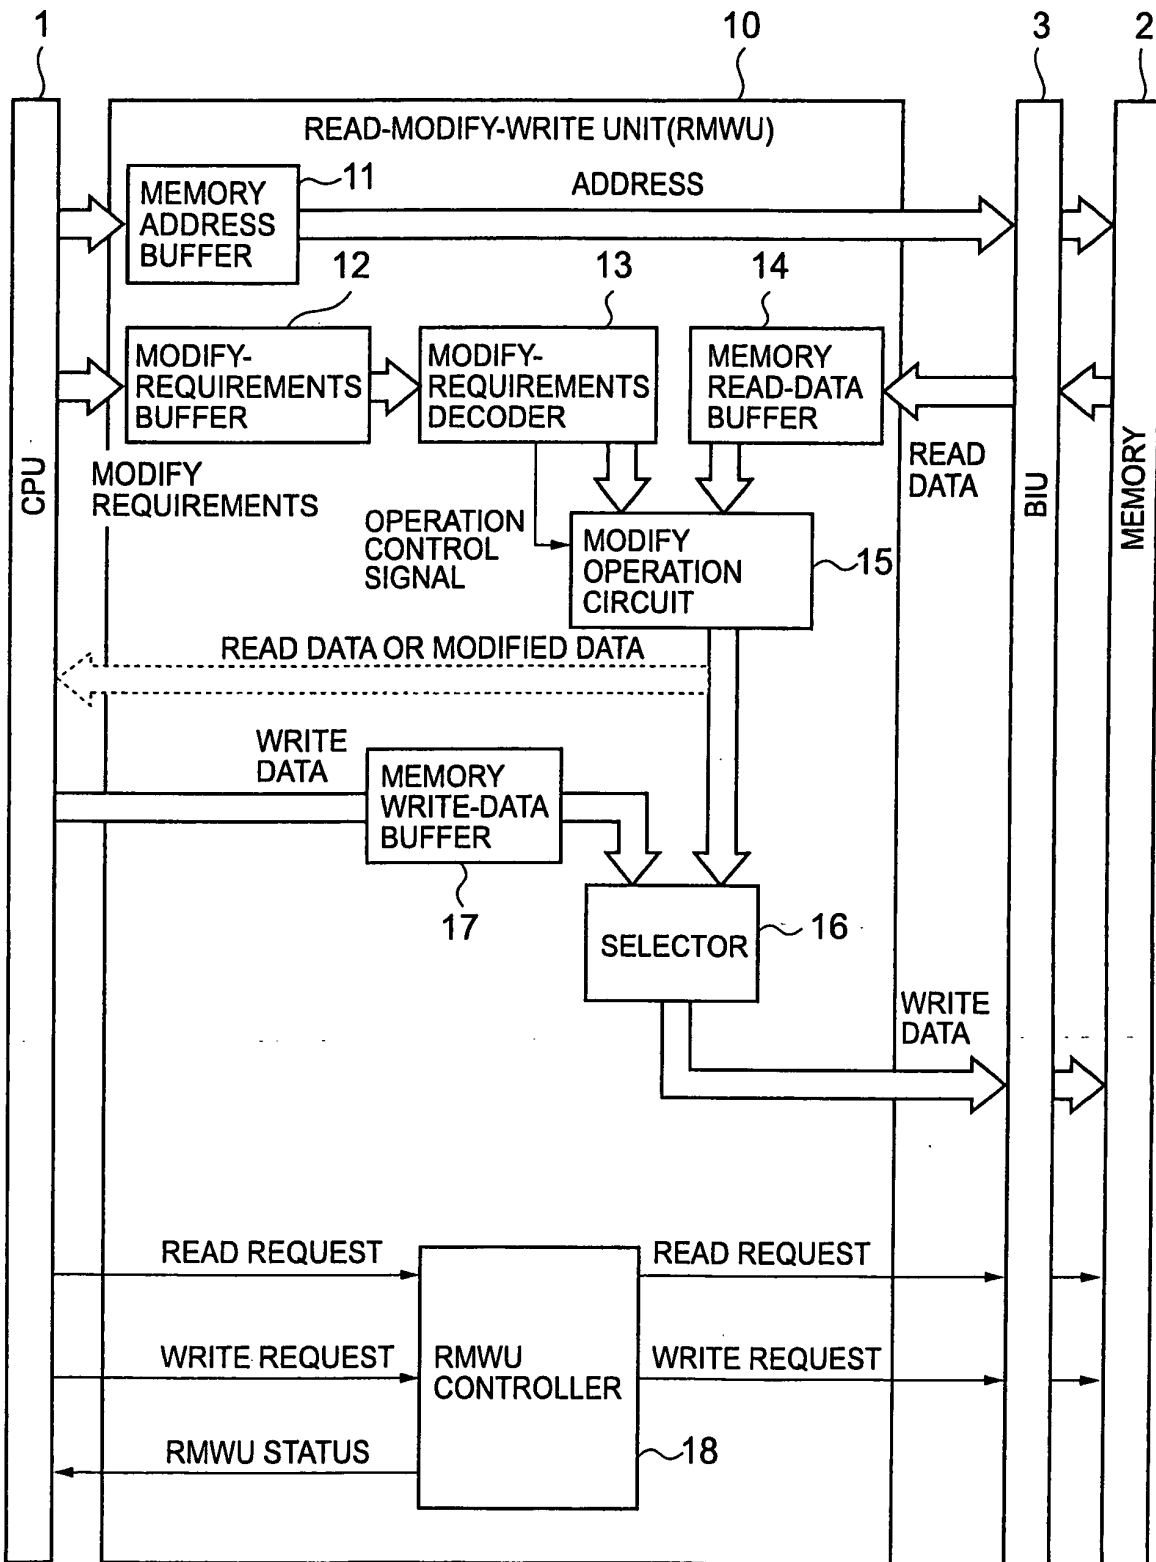 1
10
3
2
READ-MODIFY-WRITE UNIT(RMWU)
11
MEMORY
ADDRESS
BUFFER
ADDRESS
12
13
14
MODIFY-
REQUIREMENTS
BUFFER
MODIFY-
REQUIREMENTS
DECODER
MEMORY
READ-DATA
BUFFER
CPU
MODIFY
REQUIREMENTS
READ
DATA
BIU
MEMORY
OPERATION
CONTROL
SIGNAL
MODIFY
OPERATION
CIRCUIT
15
READ DATA OR MODIFIED DATA
WRITE
DATA
MEMORY
WRITE-DATA
BUFFER
17
SELECTOR
16
WRITE
DATA
READ REQUEST
READ REQUEST
WRITE REQUEST
RMWU
CONTROLLER
WRITE REQUEST
RMWU STATUS
18